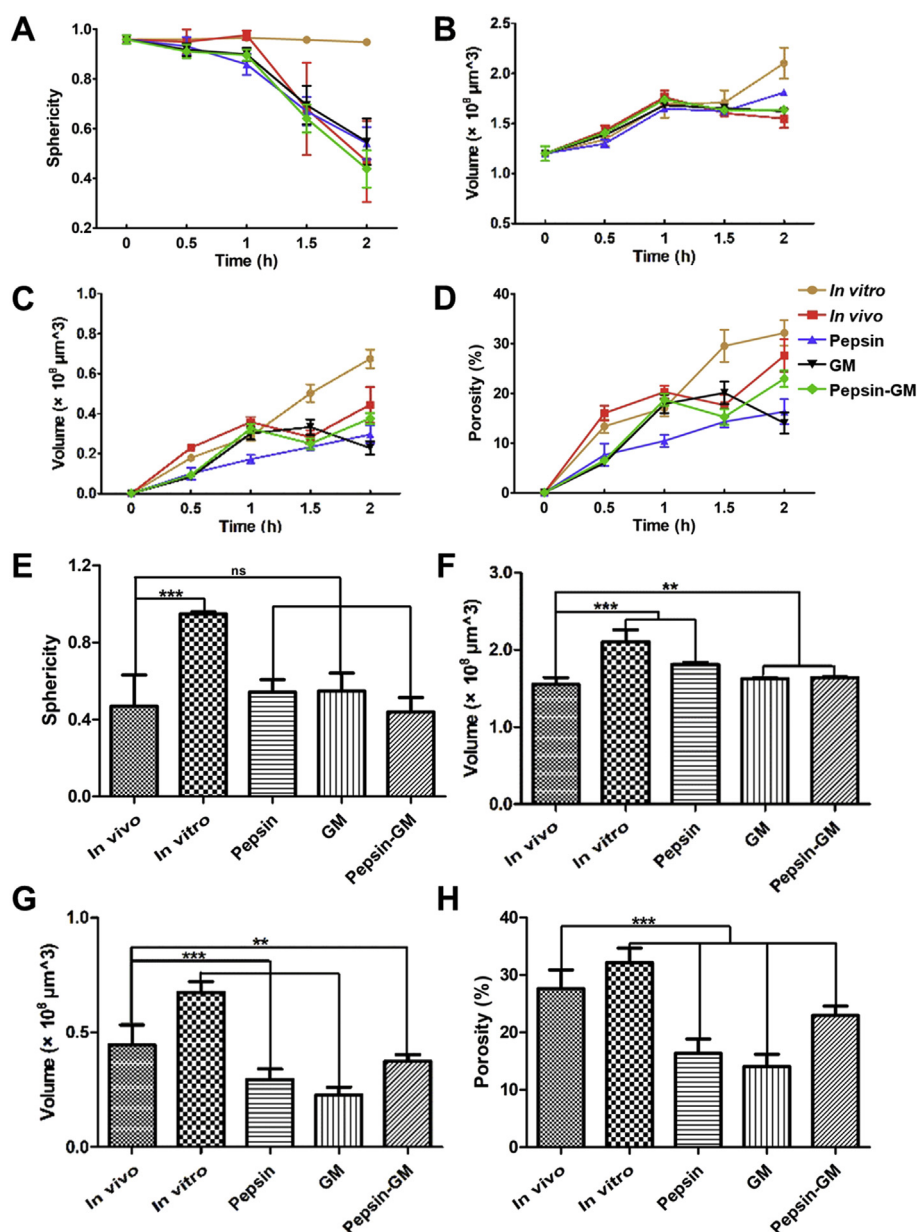 A
Sphericity
1.0
0.8
0.6
0.4
0.2
0
0.5
1
1.5
2
Time (h)
B
Volume (× 10⁸ µm^3)
2.5
2.0
1.5
1.0
0.5
0
0.5
1
1.5
2
Time (h)
C
Volume (× 10⁸ µm^3)
1.0
0.8
0.6
0.4
0.2
0.0
0
0.5
1
1.5
2
Time (h)
D
Porosity (%)
40
30
20
10
0
0
0.5
1
1.5
2
Time (h)
In vitro
In vivo
Pepsin
GM
Pepsin-GM
E
Sphericity
1.2
0.8
0.4
0.0
ns
***
In vivo
In vitro
Pepsin
GM
Pepsin-GM
F
Volume (× 10⁸ µm^3)
3.0
2.0
1.0
0.0
**
***
In vivo
In vitro
Pepsin
GM
Pepsin-GM
G
Volume (× 10⁸ µm^3)
1.0
0.5
0.0
**
***
In vivo
In vitro
Pepsin
GM
Pepsin-GM
H
Porosity (%)
40
30
20
10
0
***
In vivo
In vitro
Pepsin
GM
Pepsin-GM